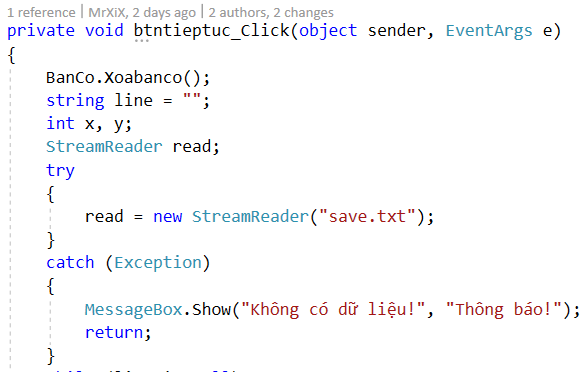 1 reference | MrXiX, 2 days ago | 2 authors, 2 changes
private void btntieptuc_Click(object sender, EventArgs e)
{
BanCo.Xoabanco();
string line = "";
int x, y;
StreamReader read;
try
{
read = new StreamReader("save.txt");
}
catch (Exception)
{
MessageBox.Show("Không có dữ liệu!", "Thông báo!");
return;
}